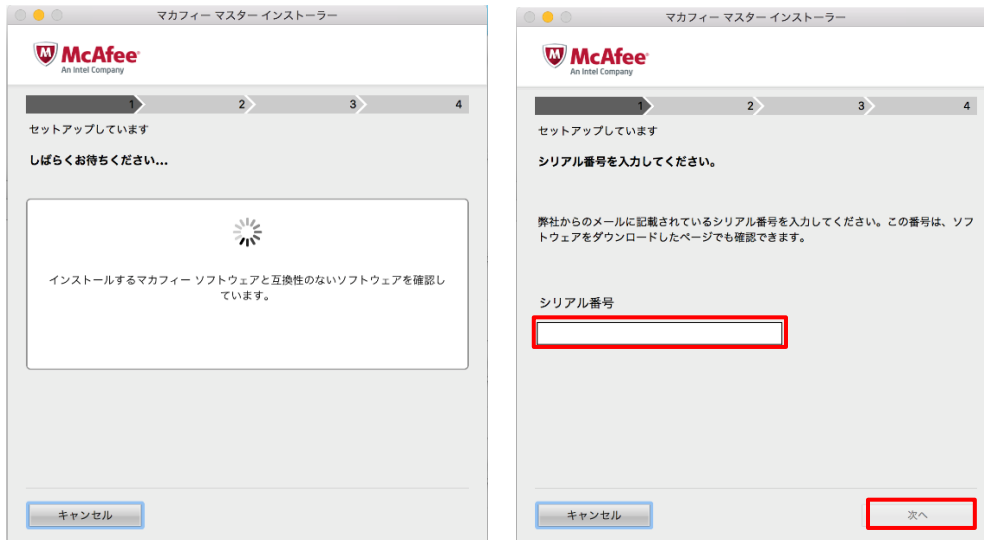 マカフィー マスター インストーラー
McAfee
An Intel Company
1 2 3 4
セットアップしています
しばらくお待ちください...
インストールするマカフィー ソフトウェアと互換性のないソフトウェアを確認し
ています。
キャンセル
マカフィー マスター インストーラー
McAfee
An Intel Company
1 2 3 4
セットアップしています
シリアル番号を入力してください。
弊社からのメールに記載されているシリアル番号を入力してください。この番号は、ソフ
トウェアをダウンロードしたページでも確認できます。
シリアル番号
キャンセル
次へ